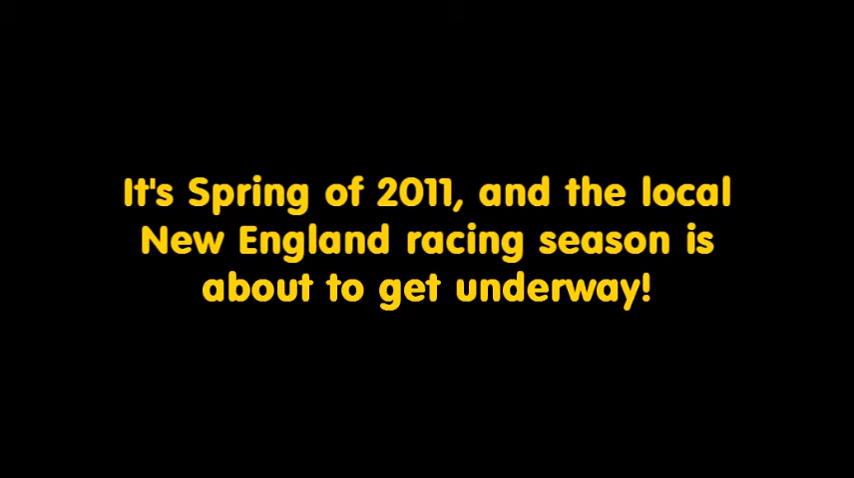 It's Spring of 2011, and the local
New England racing season is
about to get underway!